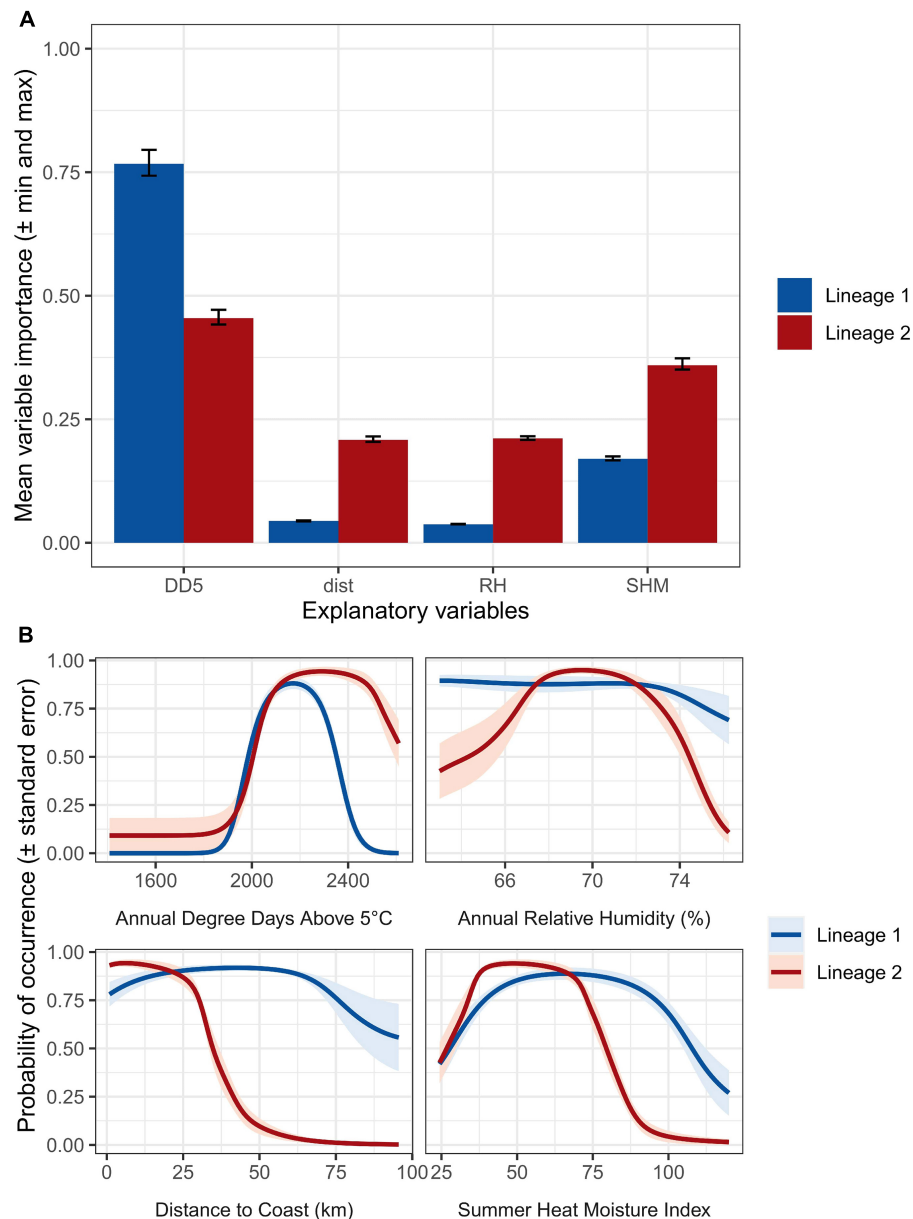 A
Mean variable importance (± min and max)
1.00
0.75
0.50
0.25
0.00
DD5 dist RH SHM
Explanatory variables
Lineage 1
Lineage 2
B
Probability of occurrence (± standard error)
1.00
0.75
0.50
0.25
0.00
1600 2000 2400
Annual Degree Days Above 5°C
66 70 74
Annual Relative Humidity (%)
1.00
0.75
0.50
0.25
0.00
0 25 50 75 100
Distance to Coast (km)
25 50 75 100
Summer Heat Moisture Index
Lineage 1
Lineage 2